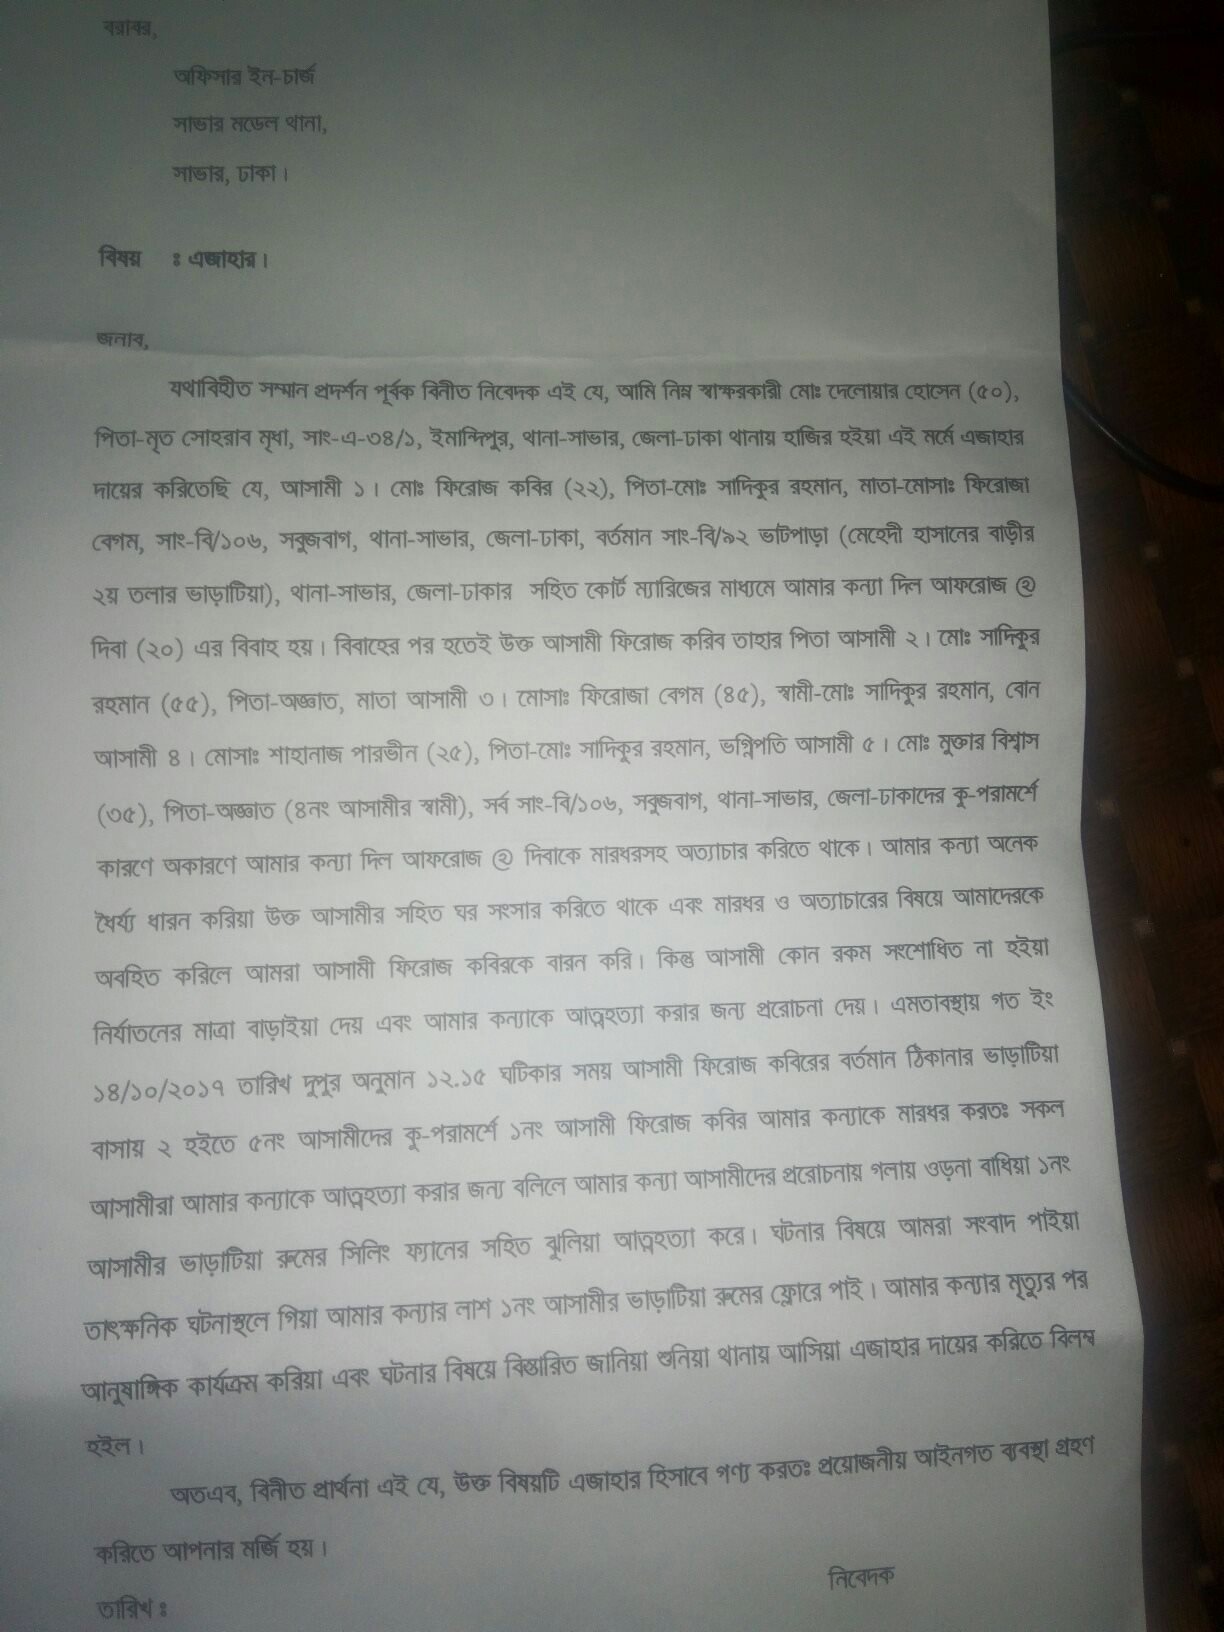 বরাবর,
অফিসার ইন-চার্জ
সাভার মডেল থানা,
সাভার, ঢাকা।
বিষয় : এজাহার।
জনাব,
যথাবিহীত সম্মান প্রদর্শন পূর্বক বিনীত নিবেদক এই যে, আমি নিম্ন স্বাক্ষরকারী মোঃ দেলোয়ার হোসেন (৫০),
পিতা-মৃত সোহরাব মৃধা, সাং-এ-৩৪/১, ইমান্দিপুর, থানা-সাভার, জেলা-ঢাকা থানায় হাজির হইয়া এই মর্মে এজাহার
দায়ের করিতেছি যে, আসামী ১। মোঃ ফিরোজ কবির (২২), পিতা-মোঃ সাদিকুর রহমান, মাতা-মোসাঃ ফিরোজা
বেগম, সাং-বি/১০৬, সবুজবাগ, থানা-সাভার, জেলা-ঢাকা, বর্তমান সাং-বি/৯২ ভাটপাড়া (মেহেদী হাসানের বাড়ীর
২য় তলার ভাড়াটিয়া), থানা-সাভার, জেলা-ঢাকার সহিত কোর্ট ম্যারিজের মাধ্যমে আমার কন্যা দিল আফরোজ @
দিবা (২০) এর বিবাহ হয়। বিবাহের পর হতেই উক্ত আসামী ফিরোজ করিব তাহার পিতা আসামী ২। মোঃ সাদিকুর
রহমান (৫৫), পিতা-অজ্ঞাত, মাতা আসামী ৩। মোসাঃ ফিরোজা বেগম (৪৫), স্বামী-মোঃ সাদিকুর রহমান, বোন
আসামী ৪। মোসাঃ শাহানাজ পারভীন (২৫), পিতা-মোঃ সাদিকুর রহমান, ভগ্নিপতি আসামী ৫। মোঃ মুক্তার বিশ্বাস
(৩৫), পিতা-অজ্ঞাত (৪নং আসামীর স্বামী), সর্ব সাং-বি/১০৬, সবুজবাগ, থানা-সাভার, জেলা-ঢাকাদের কু-পরামর্শে
কারণে অকারণে আমার কন্যা দিল আফরোজ @ দিবাকে মারধরসহ অত্যাচার করিতে থাকে। আমার কন্যা অনেক
ধৈর্য্য ধারন করিয়া উক্ত আসামীর সহিত ঘর সংসার করিতে থাকে এবং মারধর ও অত্যাচারের বিষয়ে আমাদেরকে
অবহিত করিলে আমরা আসামী ফিরোজ কবিরকে বারন করি। কিন্তু আসামী কোন রকম সংশোধিত না হইয়া
নির্যাতনের মাত্রা বাড়াইয়া দেয় এবং আমার কন্যাকে আত্নহত্যা করার জন্য প্ররোচনা দেয়। এমতাবস্থায় গত ইং
১৪/১০/২০১৭ তারিখ দুপুর অনুমান ১২.১৫ ঘটিকার সময় আসামী ফিরোজ কবিরের বর্তমান ঠিকানার ভাড়াটিয়া
বাসায় ২ হইতে ৫নং আসামীদের কু-পরামর্শে ১নং আসামী ফিরোজ কবির আমার কন্যাকে মারধর করতঃ সকল
আসামীরা আমার কন্যাকে আত্নহত্যা করার জন্য বলিলে আমার কন্যা আসামীদের প্ররোচনায় গলায় ওড়না বাধিয়া ১নং
আসামীর ভাড়াটিয়া রুমের সিলিং ফ্যানের সহিত ঝুলিয়া আত্নহত্যা করে। ঘটনার বিষয়ে আমরা সংবাদ পাইয়া
তাৎক্ষনিক ঘটনাস্থলে গিয়া আমার কন্যার লাশ ১নং আসামীর ভাড়াটিয়া রুমের ফ্লোরে পাই। আমার কন্যার মৃত্যুর পর
আনুষাঙ্গিক কার্যক্রম করিয়া এবং ঘটনার বিষয়ে বিস্তারিত জানিয়া শুনিয়া থানায় আসিয়া এজাহার দায়ের করিতে বিলম্ব
হইল।
অতএব, বিনীত প্রার্থনা এই যে, উক্ত বিষয়টি এজাহার হিসাবে গণ্য করতঃ প্রয়োজনীয় আইনগত ব্যবস্থা গ্রহণ
করিতে আপনার মর্জি হয়।
নিবেদক
তারিখ :